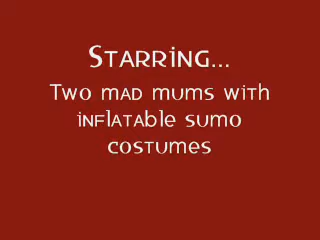 Starring...
Two mad mums with
inflatable sumo
costumes